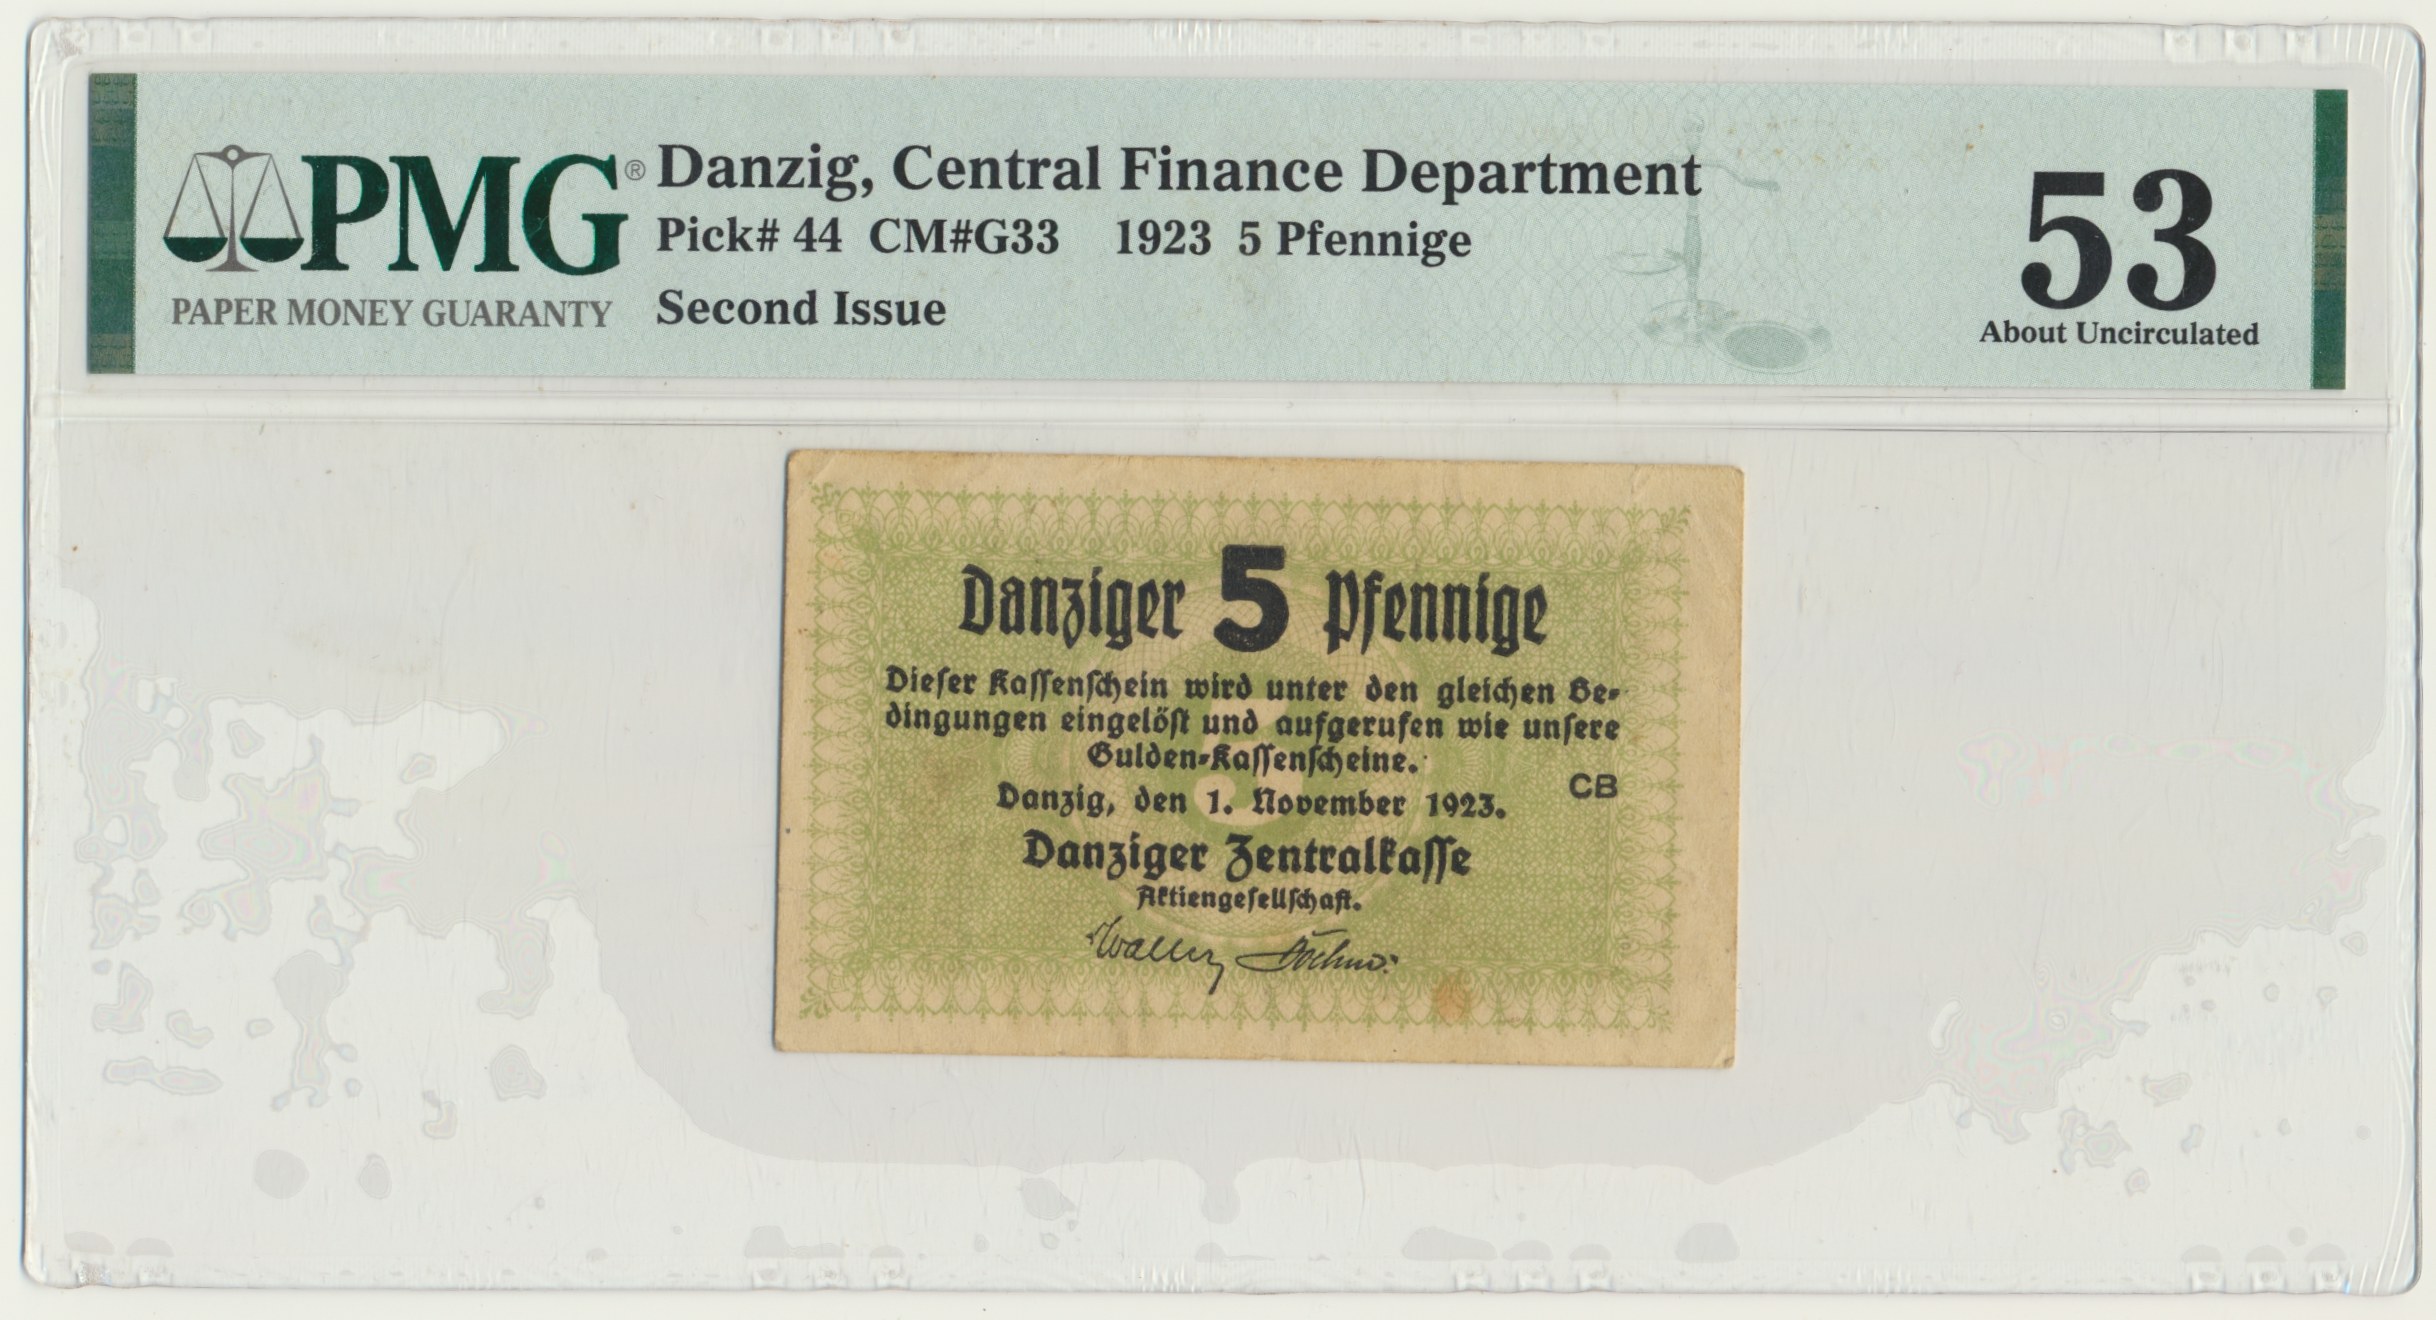 PMG® Danzig, Central Finance Department
Pick# 44 CM#G33 1923 5 Pfennige
PAPER MONEY GUARANTY
Second Issue
53
About Uncirculated
Danziger 5 Pfennige
Dieſer Kaſſenſchein wird unter den gleichen Be-
dingungen eingelöſt und aufgerufen wie unſere
Gulden-Kaſſenſcheine.
CB
Danzig, den 1. November 1923.
Danziger Zentralkaſſe
Aktiengeſellſchaft.